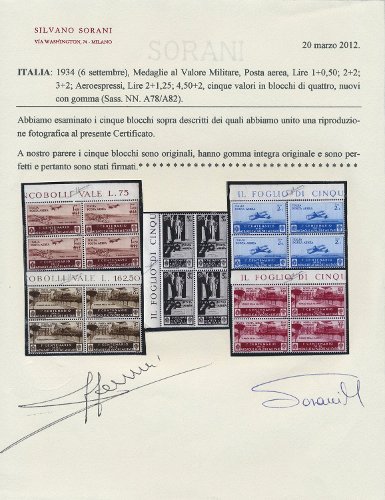 SILVANO SORANI
VIA WASHINGTON, 74 - MILANO
SORANI
20 marzo 2012.
ITALIA: 1934 (6 settembre), Medaglie al Valore Militare, Posta aerea, Lire 1+0,50; 2+2;
3+2; Aeroespressi, Lire 2+1,25; 4,50+2, cinque valori in blocchi di quattro, nuovi
con gomma (Sass. NN. A78/A82).
Abbiamo esaminato i cinque blocchi sopra descritti dei quali abbiamo unito una riprodu-
zione fotografica al presente Certificato.
A nostro parere i cinque blocchi sono originali, hanno gomma integra originale e sono per-
fetti e pertanto sono stati firmati. * * * * * * * * * * * * * * * * * * * * * * * * * * * *
COBOLLI VALE L. 75
IL FOGLIO DI CINQU
IL FOGLIO DI CINQU
OBOLLI VALE L. 162.50
IL FOGLIO DI CINQU
Sorani